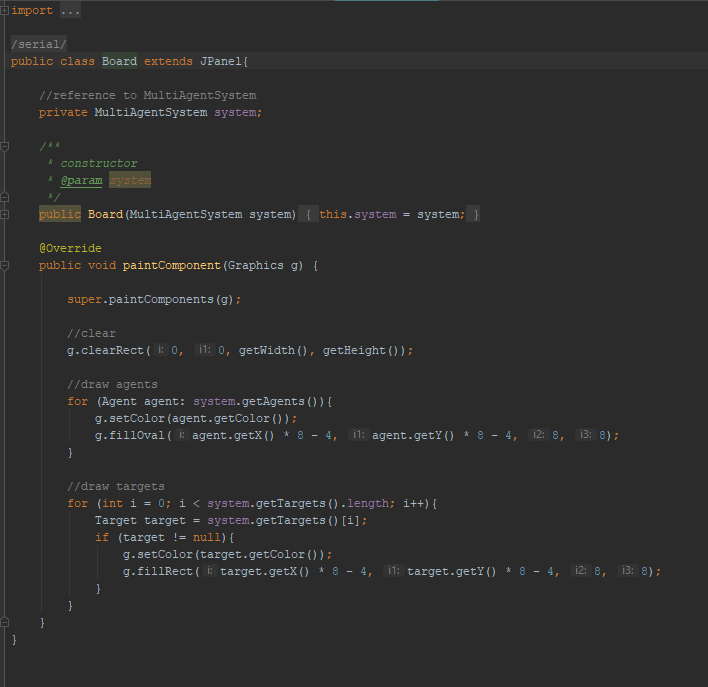 import ...
/serial/
public class Board extends JPanel{
//reference to MultiAgentSystem
private MultiAgentSystem system;
/**
* constructor
* @param system
*/
public Board(MultiAgentSystem system) { this.system = system; }
@Override
public void paintComponent(Graphics g) {
super.paintComponents(g);
//clear
g.clearRect( i: 0, i1: 0, getWidth(), getHeight());
//draw agents
for (Agent agent: system.getAgents()){
g.setColor(agent.getColor());
g.fillOval( i: agent.getX() * 8 - 4, i1: agent.getY() * 8 - 4, i2: 8, i3: 8);
}
//draw targets
for (int i = 0; i < system.getTargets().length; i++){
Target target = system.getTargets()[i];
if (target != null){
g.setColor(target.getColor());
g.fillRect( i: target.getX() * 8 - 4, i1: target.getY() * 8 - 4, i2: 8, i3: 8);
}
}
}
}